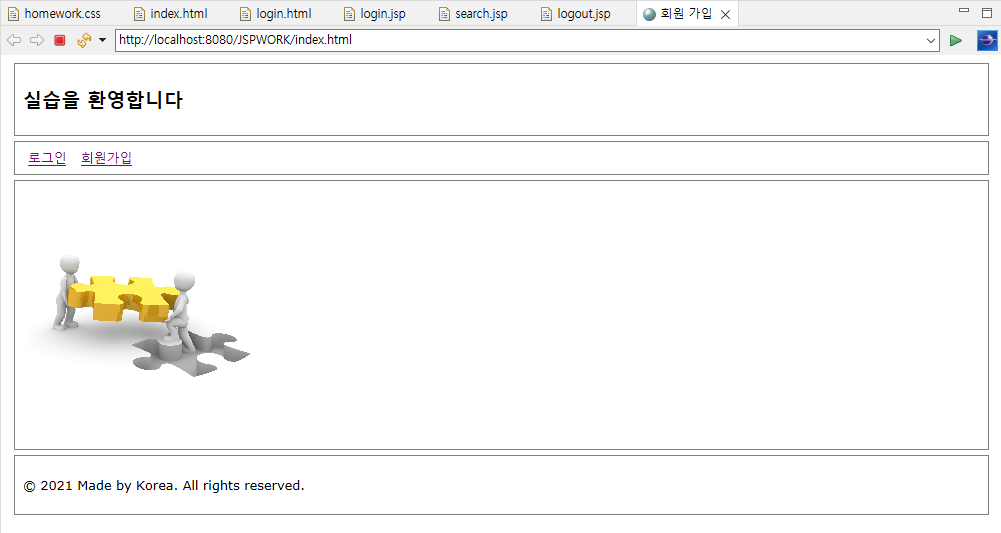 homework.css index.html login.html login.jsp search.jsp logout.jsp 회원 가입
http://localhost:8080/JSPWORK/index.html
실습을 환영합니다
로그인 회원가입
© 2021 Made by Korea. All rights reserved.